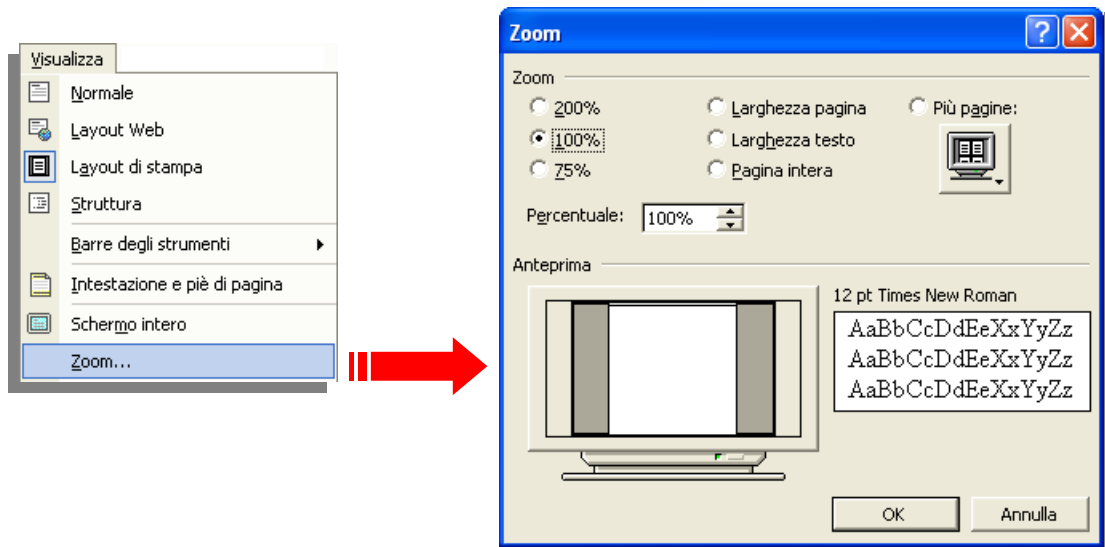 Visualizza
Normale
Layout Web
Layout di stampa
Struttura
Barre degli strumenti
Intestazione e piè di pagina
Schermo intero
Zoom...
Zoom
Zoom
200%
Larghezza pagina
Più pagine:
100%
Larghezza testo
75%
Pagina intera
Percentuale: 100%
Anteprima
12 pt Times New Roman
AaBbCcDdEeXxYyZz
AaBbCcDdEeXxYyZz
AaBbCcDdEeXxYyZz
OK
Annulla